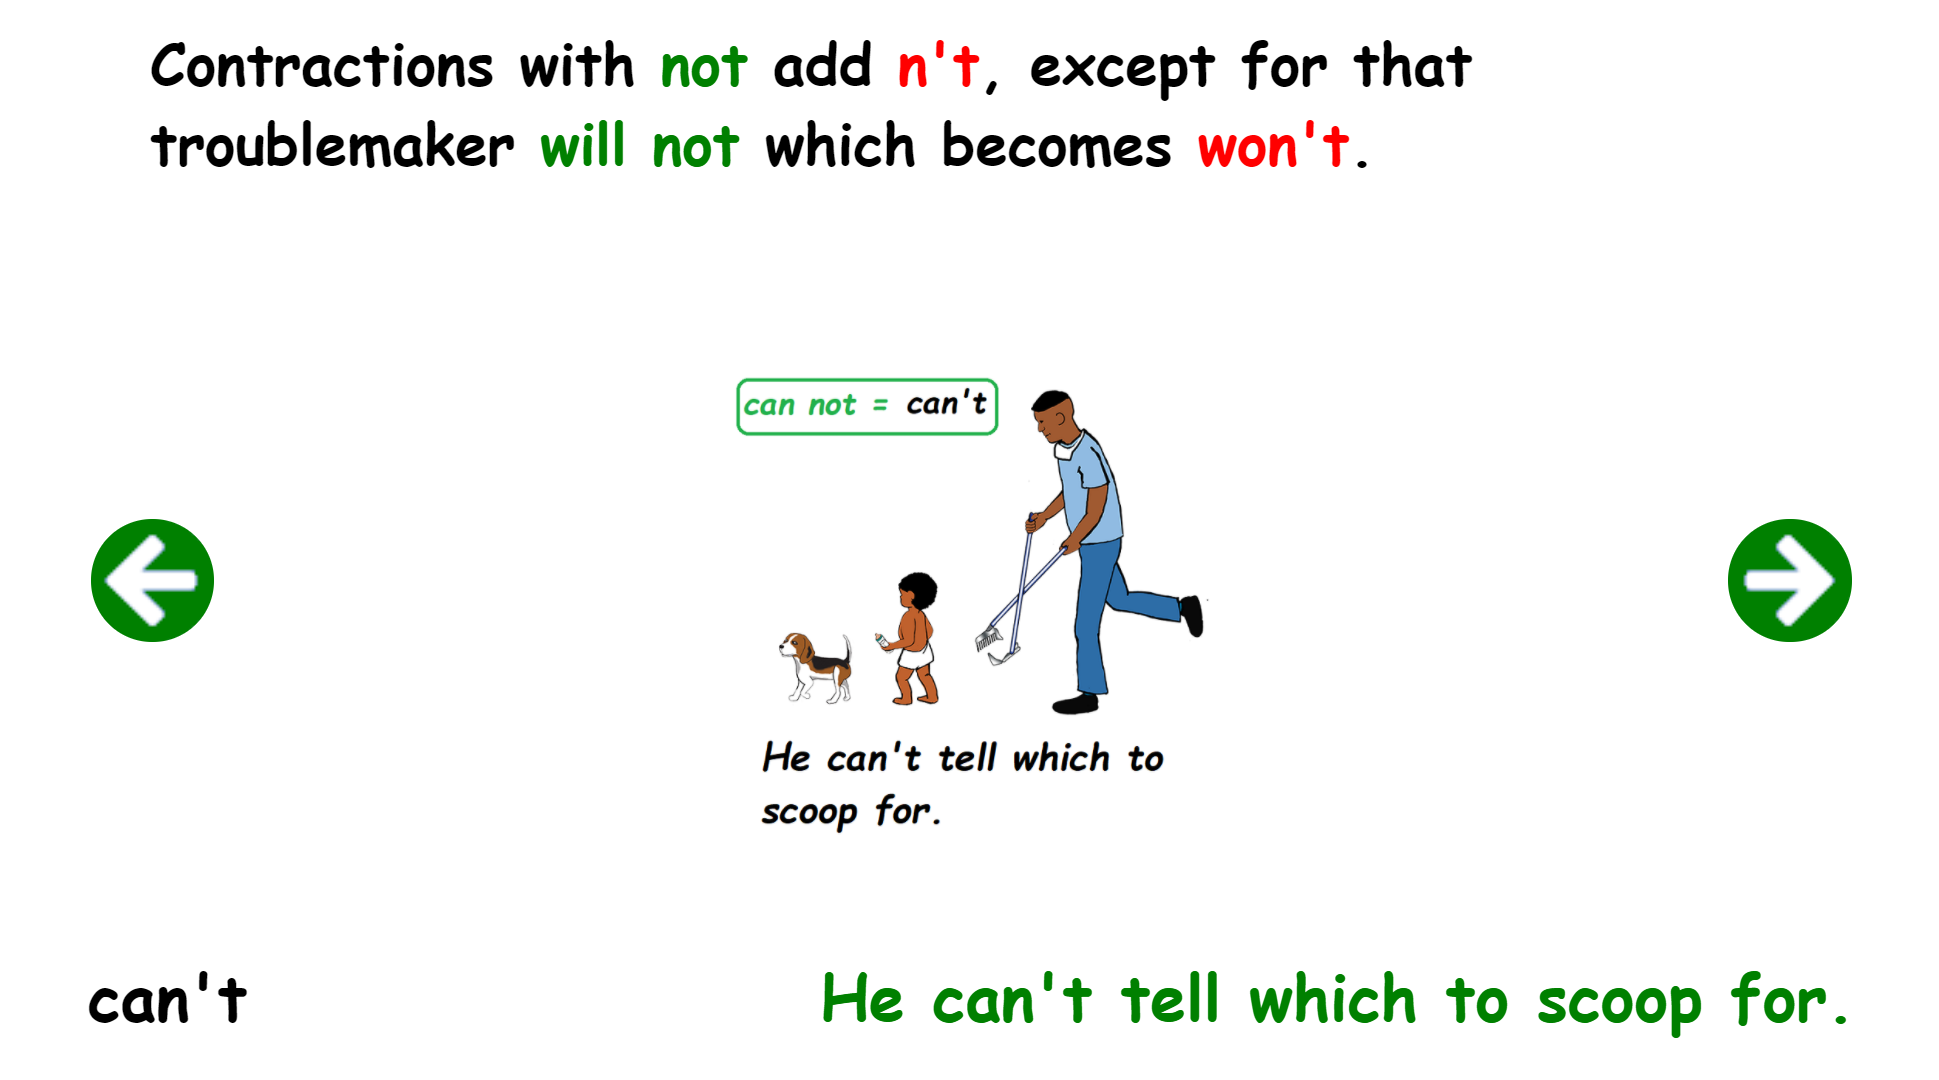 Contractions with not add n't, except for that
troublemaker will not which becomes won't.
can not = can't
He can't tell which to
scoop for.
can't
He can't tell which to scoop for.